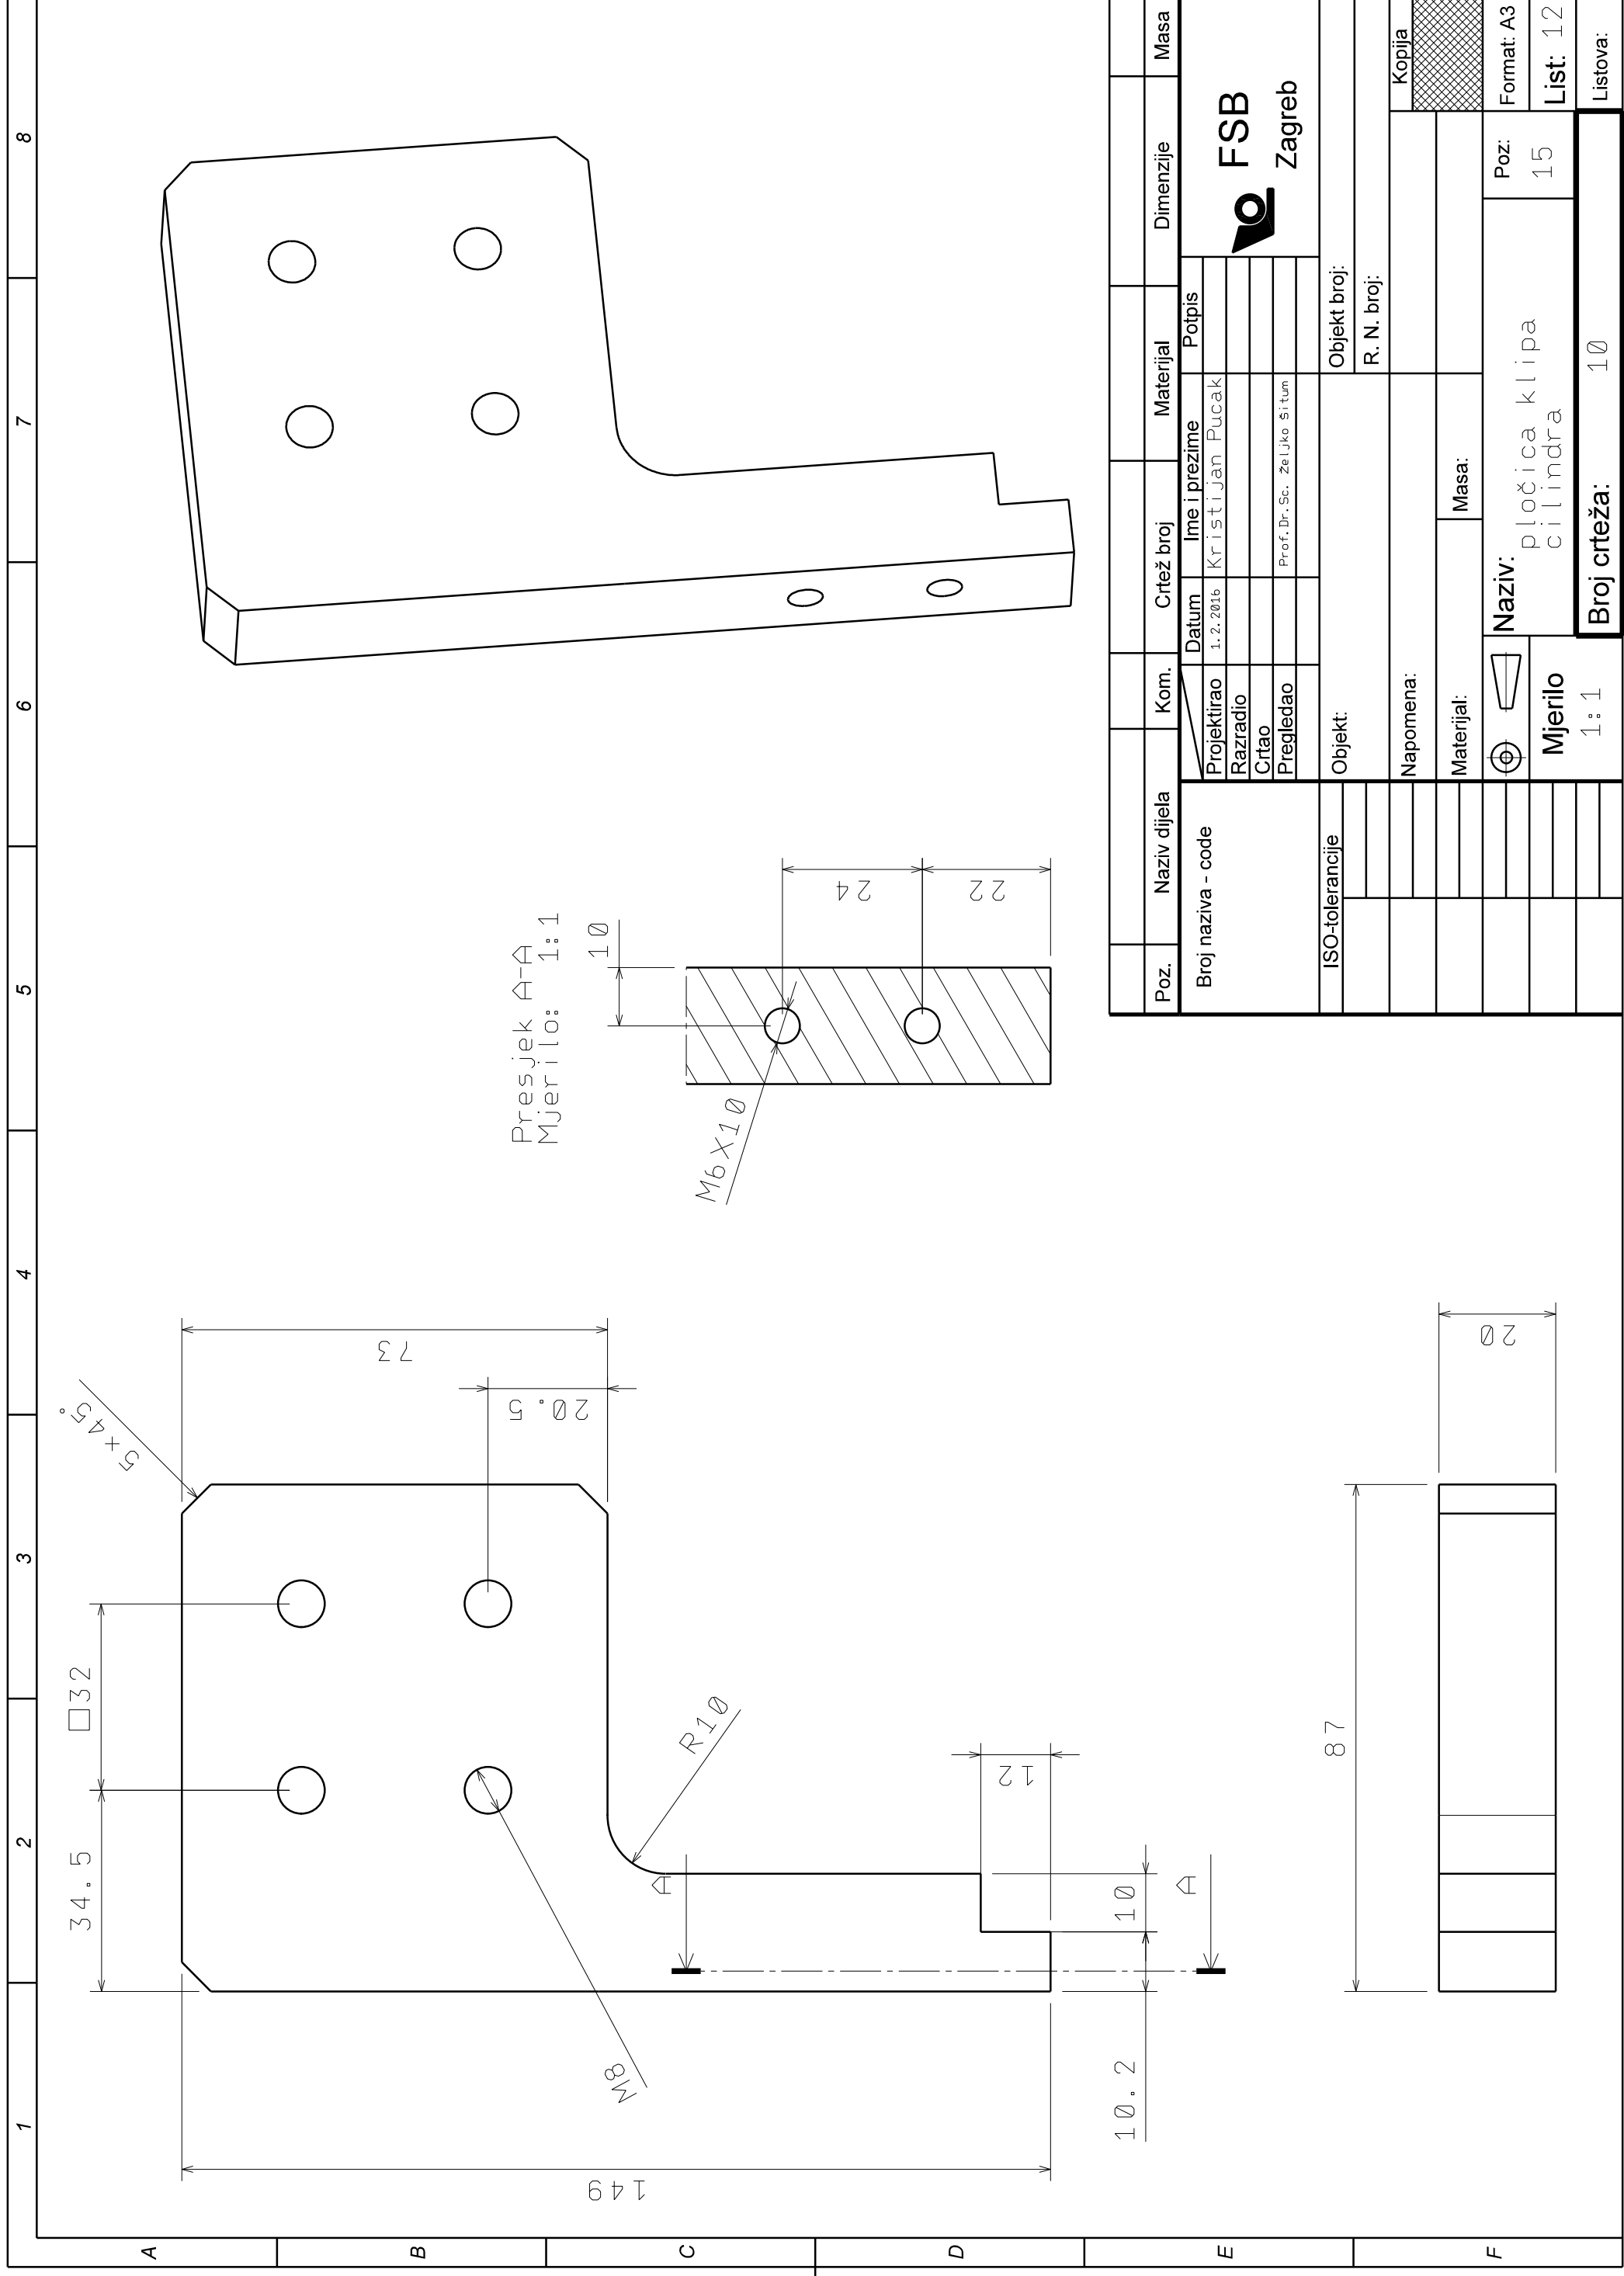 1
2
3
4
5
6
7
8
A
B
C
D
E
F
34.5
□32
5x45°
73
20.5
M8
R10
A
A
12
10
10.2
149
87
20
Presjek A-A
Mjerilo: 1:1
10
M6X10
24
22
Poz.
Naziv dijela
Kom.
Crtež broj
Materijal
Dimenzije
Masa
Broj naziva - code
Datum
Ime i prezime
Potpis
Projektirao
1.2.2016
Kristijan Pucak
Razradio
Crtao
Pregledao
Prof.Dr.Sc. Željko Šitum
FSB
Zagreb
ISO-tolerancije
Objekt:
Objekt broj:
R. N. broj:
Napomena:
Kopija
Materijal:
Masa:
Naziv:
pločica klipa
cilindra
Poz:
15
Format: A3
Mjerilo
1:1
List: 12
Broj crteža:
10
Listova: